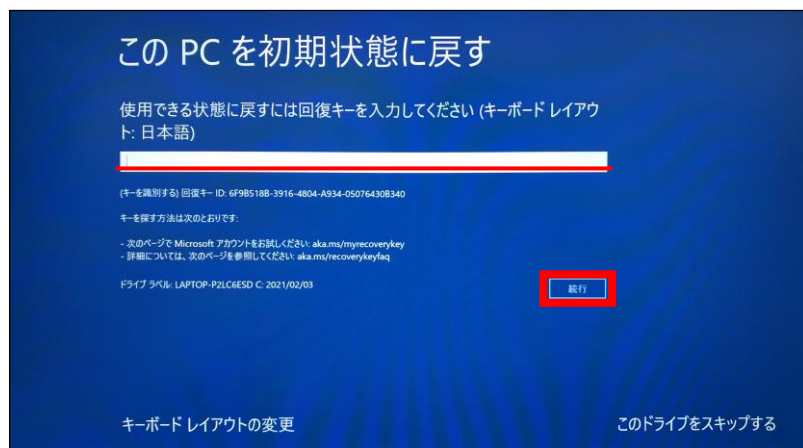 この PC を初期状態に戻す
使用できる状態に戻すには回復キーを入力してください (キーボード レイアウ
ト: 日本語)
(キーを識別する) 回復キー ID: 6F9B518B-3916-4804-A934-05076430B340
キーを探す方法は次のとおりです:
- 次のページで Microsoft アカウントをお試しください: aka.ms/myrecoverykey
- 詳細については、次のページを参照してください: aka.ms/recoverykeyfaq
ドライブ ラベル: LAPTOP-P2LC6ESD C: 2021/02/03
続行
キーボード レイアウトの変更
このドライブをスキップする